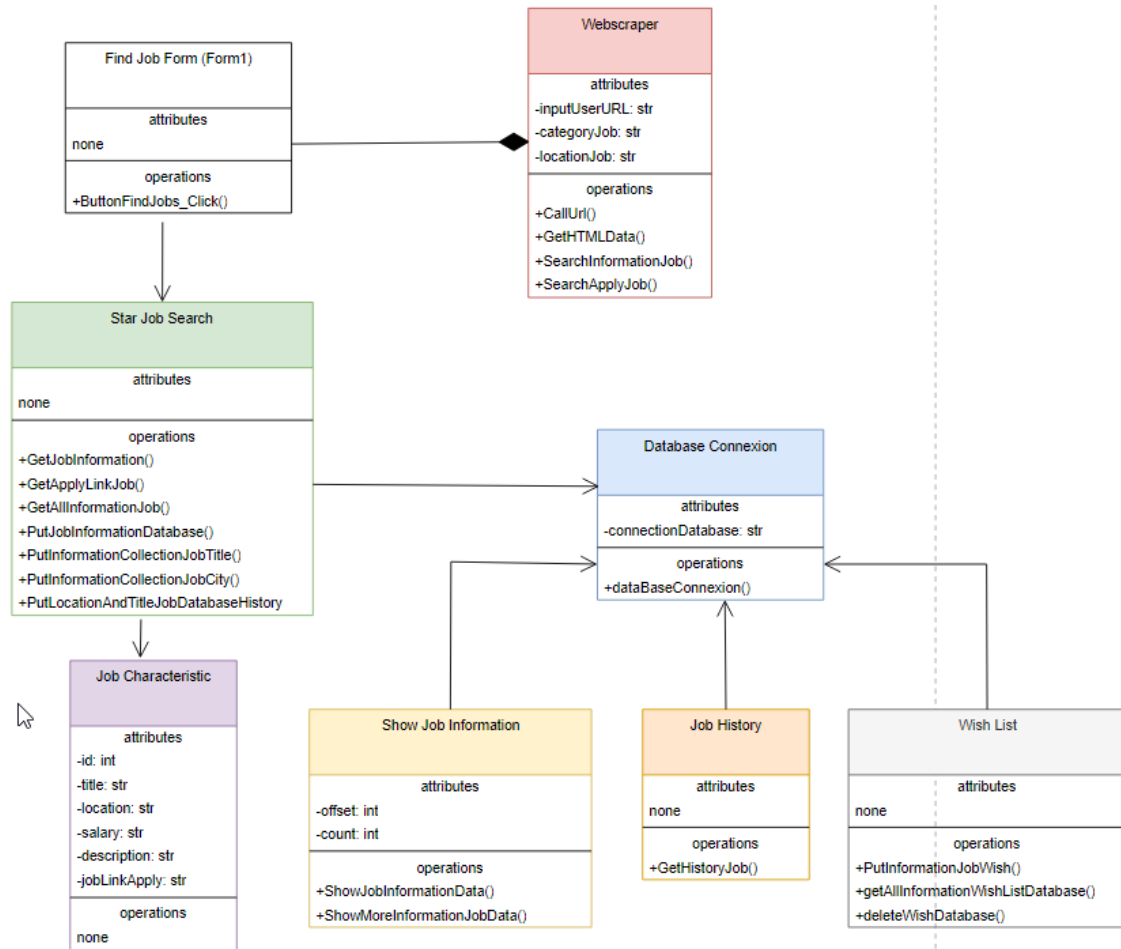 Find Job Form (Form1)
attributes
none
operations
+ButtonFindJobs_Click()
Webscraper
attributes
-inputUserURL: str
-categoryJob: str
-locationJob: str
operations
+CallUrl()
+GetHTMLData()
+SearchInformationJob()
+SearchApplyJob()
Star Job Search
attributes
none
operations
+GetJobInformation()
+GetApplyLinkJob()
+GetAllInformationJob()
+PutJobInformationDatabase()
+PutInformationCollectionJobTitle()
+PutInformationCollectionJobCity()
+PutLocationAndTitleJobDatabaseHistory
Database Connexion
attributes
-connectionDatabase: str
operations
+dataBaseConnexion()
Job Characteristic
attributes
-id: int
-title: str
-location: str
-salary: str
-description: str
-jobLinkApply: str
operations
none
Show Job Information
attributes
-offset: int
-count: int
operations
+ShowJobInformationData()
+ShowMoreInformationJobData()
Job History
attributes
none
operations
+GetHistoryJob()
Wish List
attributes
none
operations
+PutInformationJobWish()
+getAllInformationWishListDatabase()
+deleteWishDatabase()